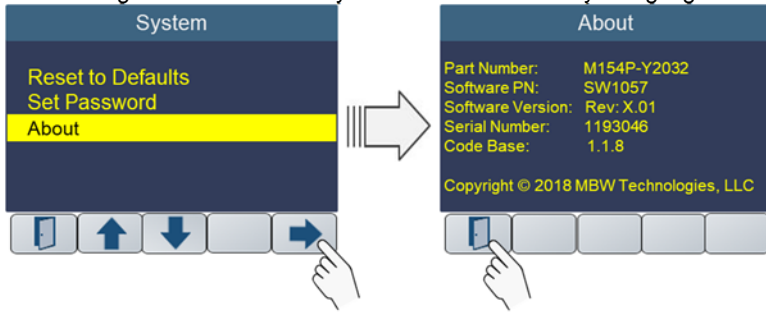 System
Reset to Defaults
Set Password
About
About
Part Number: M154P-Y2032
Software PN: SW1057
Software Version: Rev: X.01
Serial Number: 1193046
Code Base: 1.1.8
Copyright © 2018 MBW Technologies, LLC